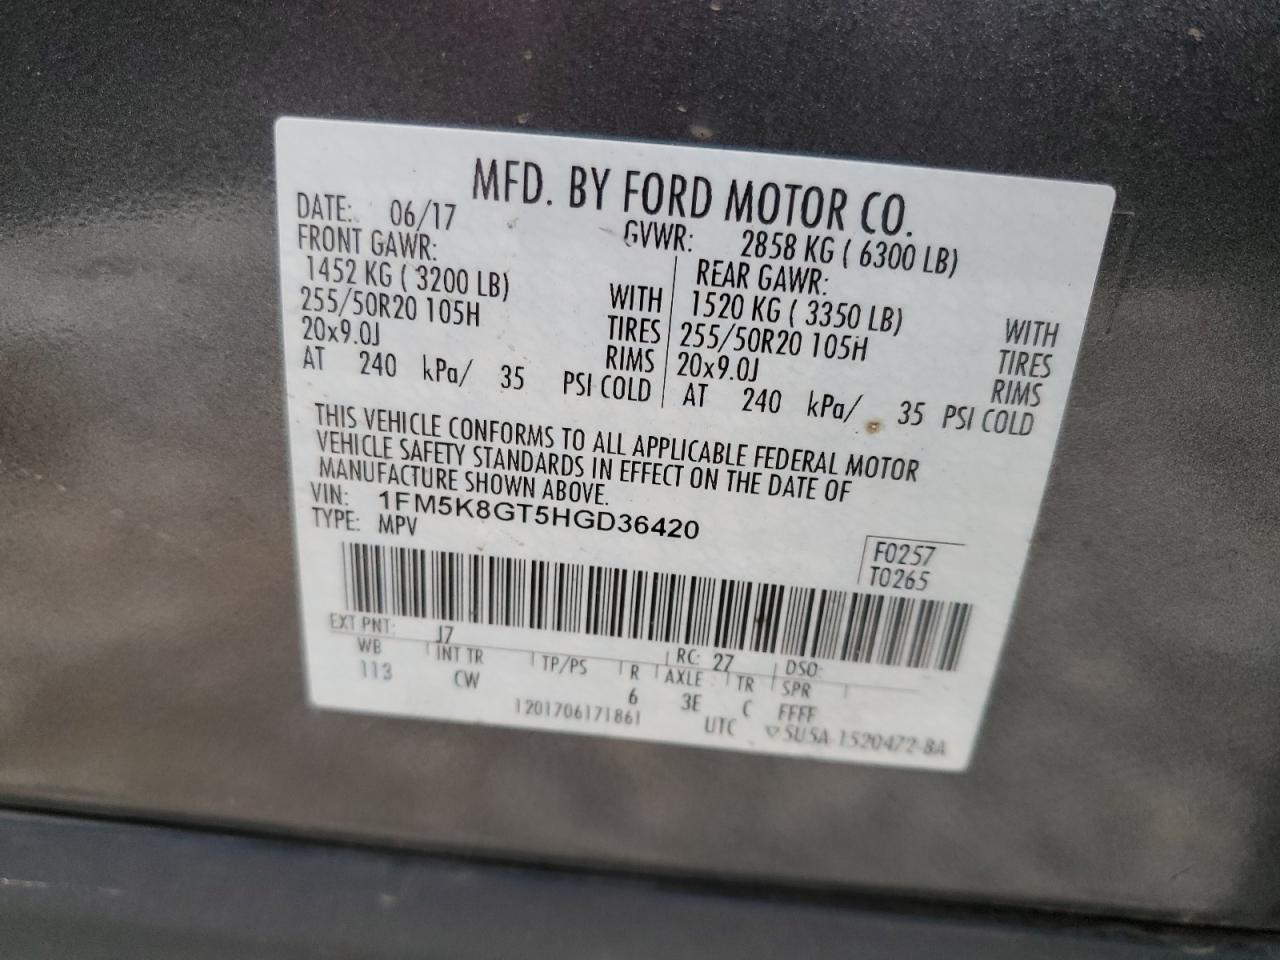 MFD. BY FORD MOTOR CO.
DATE: 06/17 GVWR: 2858 KG ( 6300 LB)
FRONT GAWR: REAR GAWR:
1452 KG ( 3200 LB) WITH 1520 KG ( 3350 LB) WITH
255/50R20 105H TIRES 255/50R20 105H TIRES
20x9.0J RIMS 20x9.0J RIMS
AT 240 kPa/ 35 PSI COLD AT 240 kPa/ 35 PSI COLD
THIS VEHICLE CONFORMS TO ALL APPLICABLE FEDERAL MOTOR
VEHICLE SAFETY STANDARDS IN EFFECT ON THE DATE OF
MANUFACTURE SHOWN ABOVE.
VIN: 1FM5K8GT5HGD36420
TYPE: MPV
F0257
T0265
EXT PNT: J7 RC: 27 DSO:
WB INT TR TP/PS R AXLE TR SPR
113 CW 6 3E C FFFF
1201706171861 UTC ▽SU5A-1520472-BA